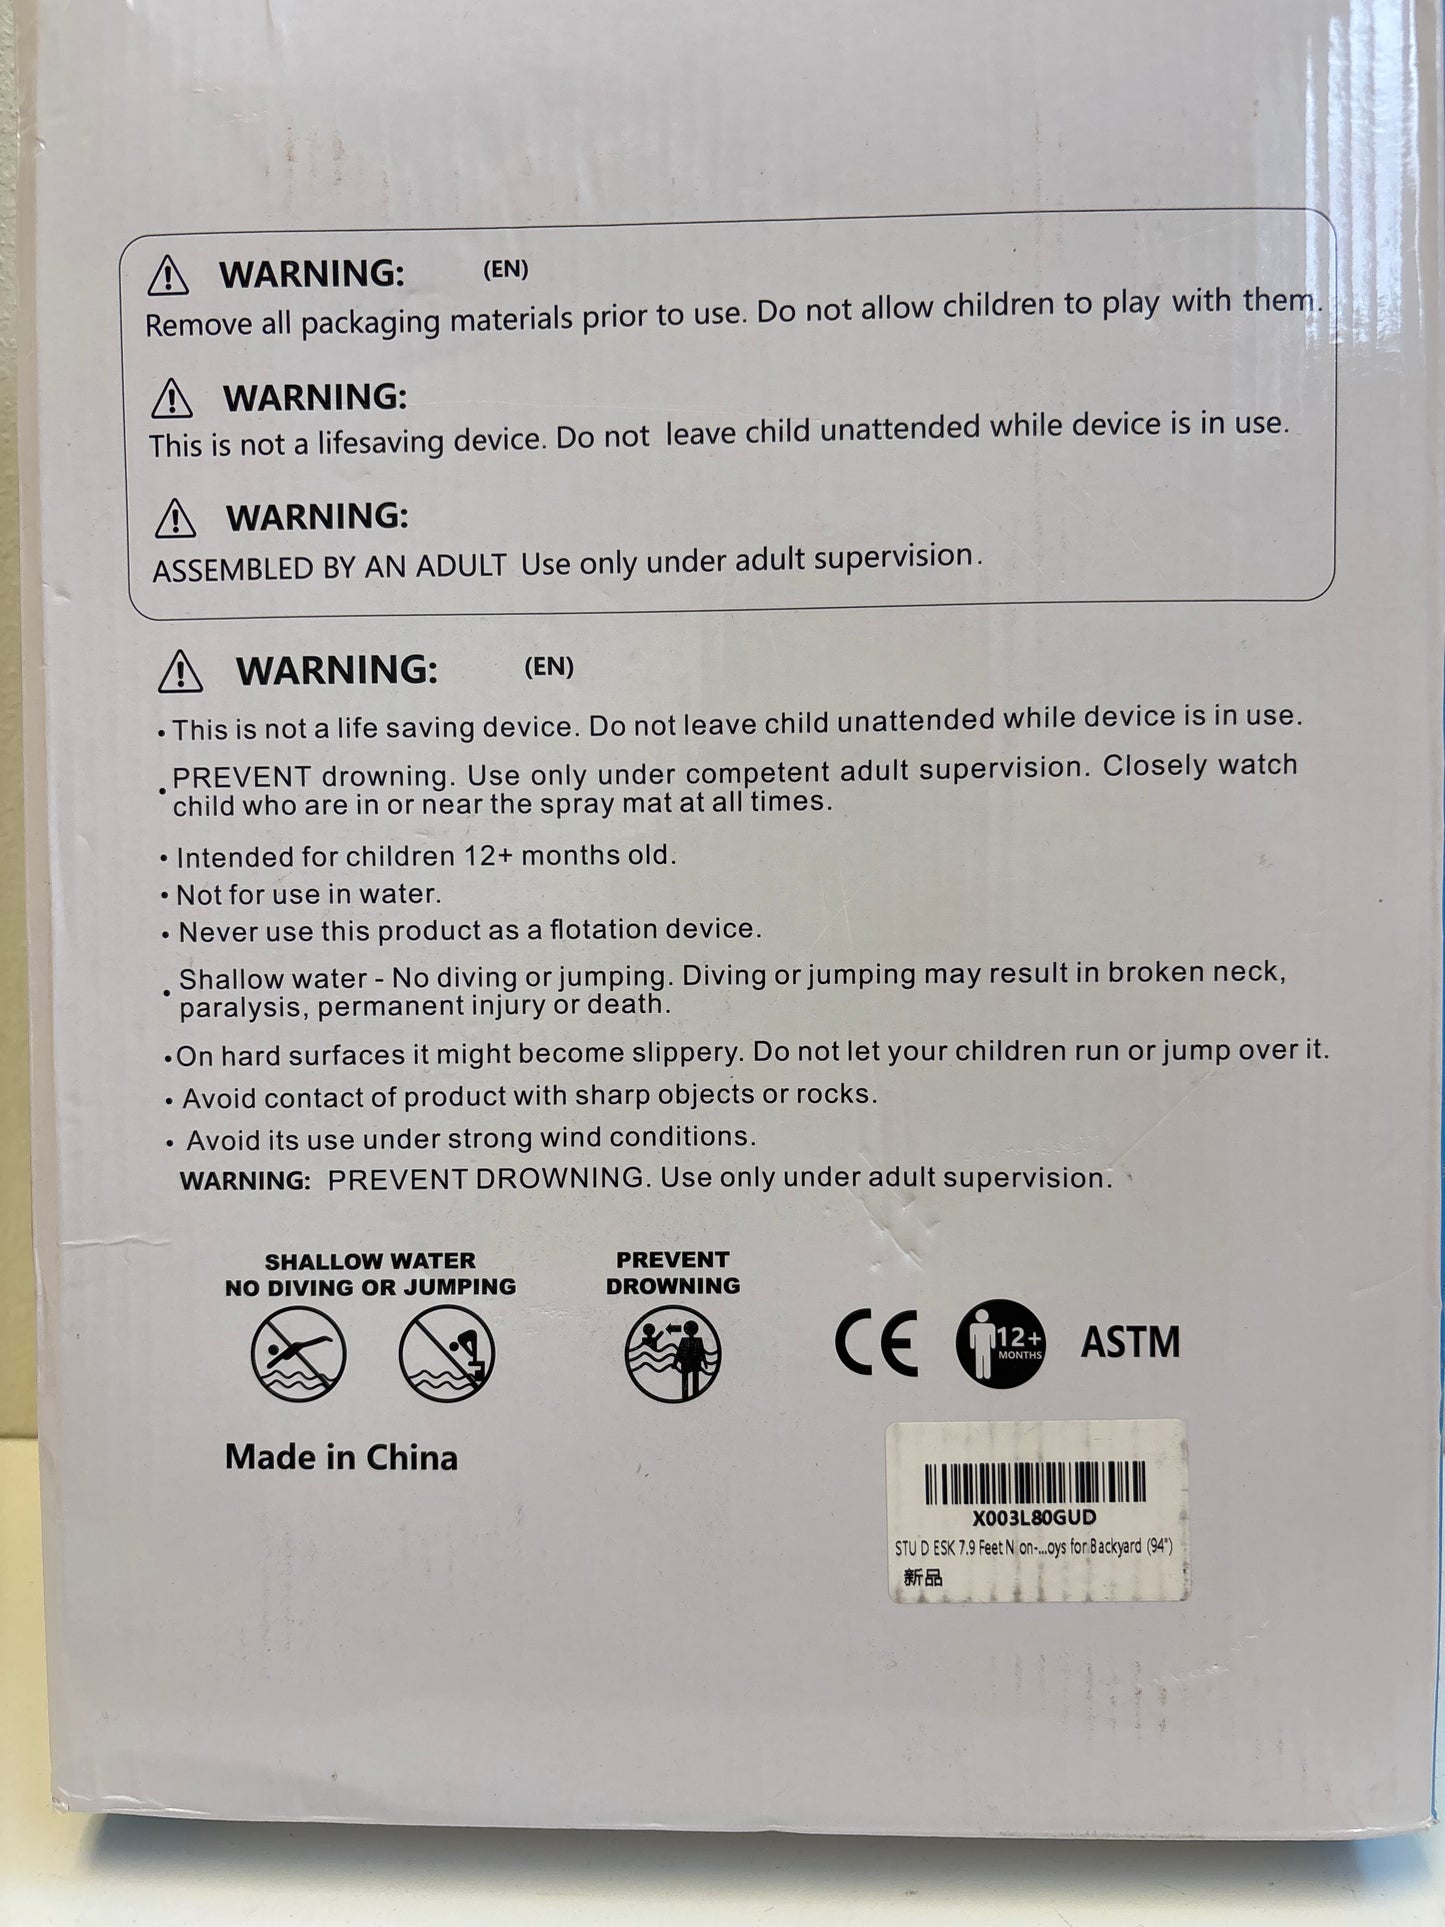 WARNING: (EN)
Remove all packaging materials prior to use. Do not allow children to play with them.
WARNING:
This is not a lifesaving device. Do not leave child unattended while device is in use.
WARNING:
ASSEMBLED BY AN ADULT Use only under adult supervision.
WARNING: (EN)
• This is not a life saving device. Do not leave child unattended while device is in use.
• PREVENT drowning. Use only under competent adult supervision. Closely watch
child who are in or near the spray mat at all times.
• Intended for children 12+ months old.
• Not for use in water.
• Never use this product as a flotation device.
• Shallow water - No diving or jumping. Diving or jumping may result in broken neck,
paralysis, permanent injury or death.
• On hard surfaces it might become slippery. Do not let your children run or jump over it.
• Avoid contact of product with sharp objects or rocks.
• Avoid its use under strong wind conditions.
WARNING: PREVENT DROWNING. Use only under adult supervision.
SHALLOW WATER
NO DIVING OR JUMPING
PREVENT
DROWNING
CE
12+
MONTHS
ASTM
Made in China
X003L80GUD
STU D ESK 7.9 Feet N on-...oys for Backyard (94")
新品